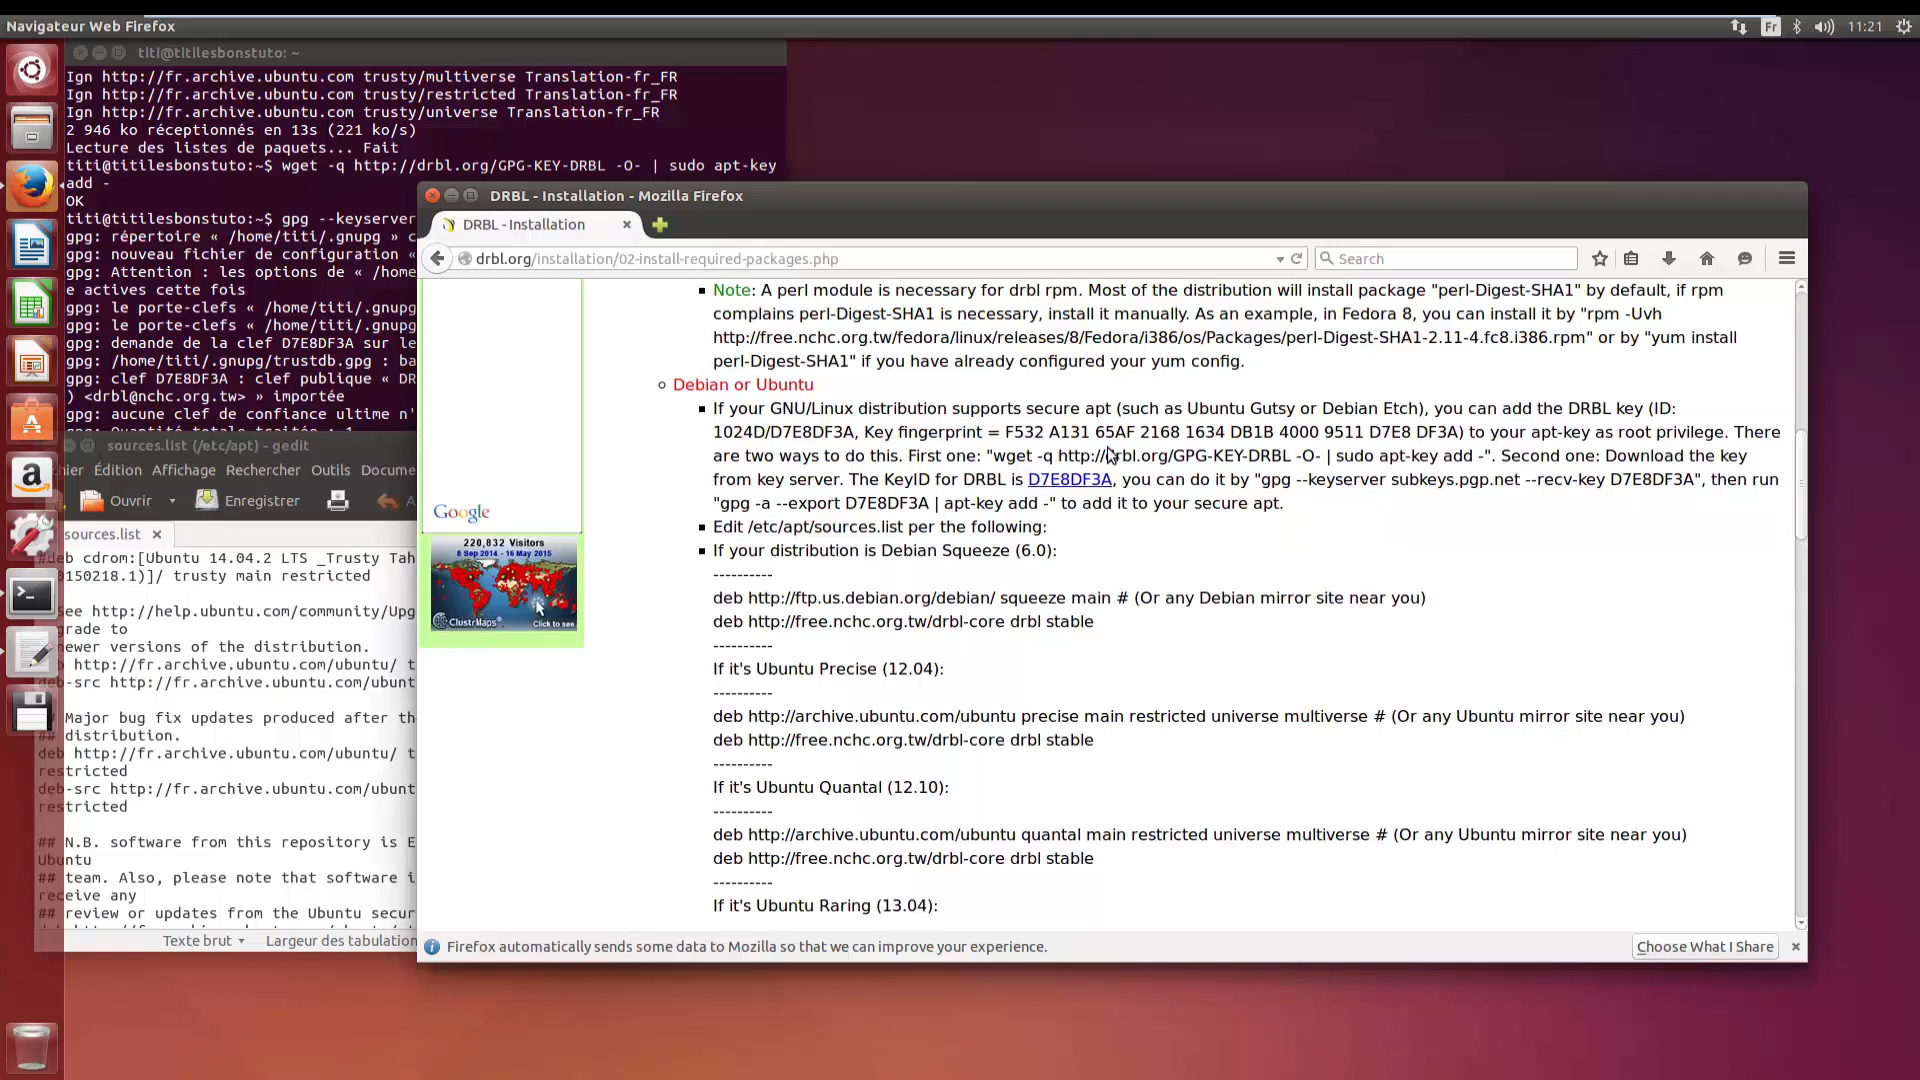 Navigateur Web Firefox
Fr
11:21
titi@titilesbonstuto: ~
Ign http://fr.archive.ubuntu.com trusty/multiverse Translation-fr_FR
Ign http://fr.archive.ubuntu.com trusty/restricted Translation-fr_FR
Ign http://fr.archive.ubuntu.com trusty/universe Translation-fr_FR
2 946 ko réceptionnés en 13s (221 ko/s)
Lecture des listes de paquets... Fait
titi@titilesbonstuto:~$ wget -q http://drbl.org/GPG-KEY-DRBL -O- | sudo apt-key
add -
OK
titi@titilesbonstuto:~$ gpg --keyserver
gpg: répertoire « /home/titi/.gnupg » c
gpg: nouveau fichier de configuration «
gpg: Attention : les options de « /home
e actives cette fois
gpg: le porte-clefs « /home/titi/.gnupg
gpg: le porte-clefs « /home/titi/.gnupg
gpg: demande de la clef D7E8DF3A sur le
gpg: /home/titi/.gnupg/trustdb.gpg : ba
gpg: clef D7E8DF3A : clef publique « DR
) <drbl@nchc.org.tw> » importée
gpg: aucune clef de confiance ultime n'
sources.list (/etc/apt) - gedit
hier Édition Affichage Rechercher Outils Docume
Ouvrir Enregistrer
sources.list
#deb cdrom:[Ubuntu 14.04.2 LTS _Trusty Tah
0150218.1)]/ trusty main restricted
See http://help.ubuntu.com/community/Upg
grade to
newer versions of the distribution.
http://fr.archive.ubuntu.com/ubuntu/ t
deb-src http://fr.archive.ubuntu.com/ubunt
Major bug fix updates produced after th
## distribution.
deb http://fr.archive.ubuntu.com/ubuntu/ t
restricted
deb-src http://fr.archive.ubuntu.com/ubunt
restricted
## N.B. software from this repository is E
Ubuntu
## team. Also, please note that software i
receive any
## review or updates from the Ubuntu secur
Texte brut Largeur des tabulation
DRBL - Installation - Mozilla Firefox
DRBL - Installation
drbl.org/installation/02-install-required-packages.php
Search
Google
220,832 Visitors
8 Sep 2014 - 16 May 2015
ClustrMaps
Click to see
Note: A perl module is necessary for drbl rpm. Most of the distribution will install package "perl-Digest-SHA1" by default, if rpm
complains perl-Digest-SHA1 is necessary, install it manually. As an example, in Fedora 8, you can install it by "rpm -Uvh
http://free.nchc.org.tw/fedora/linux/releases/8/Fedora/i386/os/Packages/perl-Digest-SHA1-2.11-4.fc8.i386.rpm" or by "yum install
perl-Digest-SHA1" if you have already configured your yum config.
Debian or Ubuntu
If your GNU/Linux distribution supports secure apt (such as Ubuntu Gutsy or Debian Etch), you can add the DRBL key (ID:
1024D/D7E8DF3A, Key fingerprint = F532 A131 65AF 2168 1634 DB1B 4000 9511 D7E8 DF3A) to your apt-key as root privilege. There
are two ways to do this. First one: "wget -q http://drbl.org/GPG-KEY-DRBL -O- | sudo apt-key add -". Second one: Download the key
from key server. The KeyID for DRBL is D7E8DF3A, you can do it by "gpg --keyserver subkeys.pgp.net --recv-key D7E8DF3A", then run
"gpg -a --export D7E8DF3A | apt-key add -" to add it to your secure apt.
Edit /etc/apt/sources.list per the following:
If your distribution is Debian Squeeze (6.0):
----------
deb http://ftp.us.debian.org/debian/ squeeze main # (Or any Debian mirror site near you)
deb http://free.nchc.org.tw/drbl-core drbl stable
----------
If it's Ubuntu Precise (12.04):
----------
deb http://archive.ubuntu.com/ubuntu precise main restricted universe multiverse # (Or any Ubuntu mirror site near you)
deb http://free.nchc.org.tw/drbl-core drbl stable
----------
If it's Ubuntu Quantal (12.10):
----------
deb http://archive.ubuntu.com/ubuntu quantal main restricted universe multiverse # (Or any Ubuntu mirror site near you)
deb http://free.nchc.org.tw/drbl-core drbl stable
----------
If it's Ubuntu Raring (13.04):
Firefox automatically sends some data to Mozilla so that we can improve your experience.
Choose What I Share